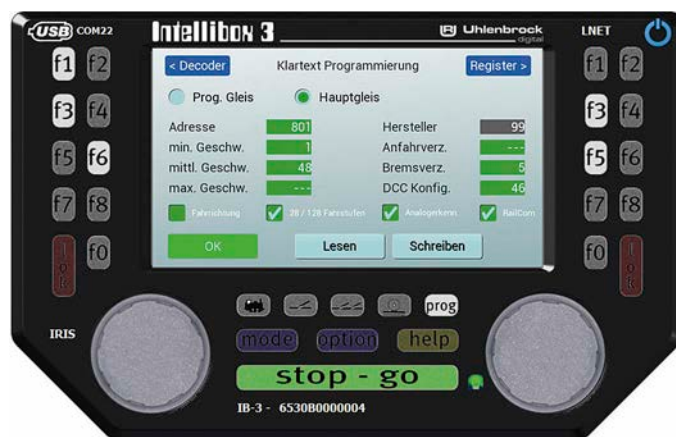 USB COM22 Intellibox 3 Uhlenbrock digital LNET
f1 f2 < Decoder Klartext Programmierung Register > f1 f2
Prog. Gleis Hauptgleis
f3 f4 f3 f4
Adresse 801 Hersteller 99
min. Geschw. 1 Anfahrverz. ---
f5 f6 mittl. Geschw. 48 Bremsverz. 5 f5 f6
max. Geschw. --- DCC Konfig. 46
f7 f8 Fahrrichtung 28 / 128 Fahrstufen Analogerkenn. RailCom f7 f8
lok f0 OK Lesen Schreiben f0 lok
prog
IRIS
mode option help
stop - go
IB-3 - 6530B0000004